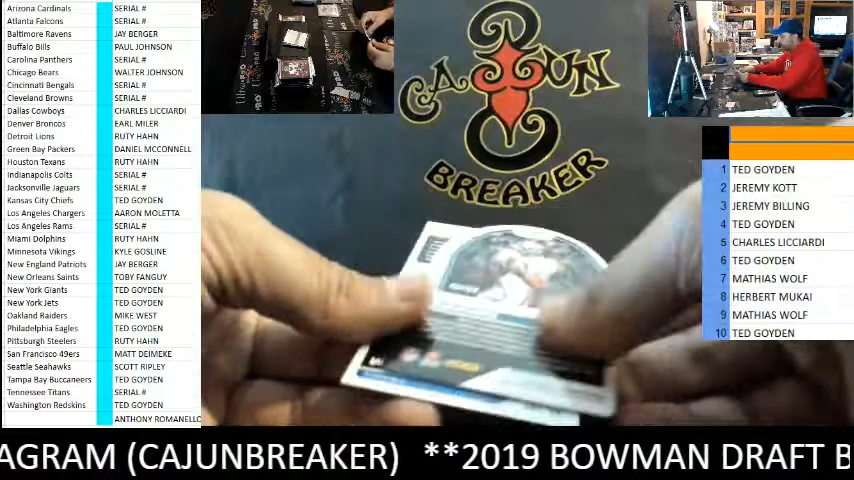 Arizona Cardinals SERIAL #
Atlanta Falcons SERIAL #
Baltimore Ravens JAY BERGER
Buffalo Bills PAUL JOHNSON
Carolina Panthers SERIAL #
Chicago Bears WALTER JOHNSON
Cincinnati Bengals SERIAL #
Cleveland Browns SERIAL #
Dallas Cowboys CHARLES LICCIARDI
Denver Broncos EARL MILER
Detroit Lions RUTY HAHN
Green Bay Packers DANIEL MCCONNELL
Houston Texans RUTY HAHN
Indianapolis Colts SERIAL #
Jacksonville Jaguars SERIAL #
Kansas City Chiefs TED GOYDEN
Los Angeles Chargers AARON MOLETTA
Los Angeles Rams SERIAL #
Miami Dolphins RUTY HAHN
Minnesota Vikings KYLE GOSLINE
New England Patriots JAY BERGER
New Orleans Saints TOBY FANGUY
New York Giants TED GOYDEN
New York Jets TED GOYDEN
Oakland Raiders MIKE WEST
Philadelphia Eagles TED GOYDEN
Pittsburgh Steelers RUTY HAHN
San Francisco 49ers MATT DEIMEKE
Seattle Seahawks SCOTT RIPLEY
Tampa Bay Buccaneers TED GOYDEN
Tennessee Titans SERIAL #
Washington Redskins TED GOYDEN
ANTHONY ROMANELLO
CAJUN
BREAKER
1 TED GOYDEN
2 JEREMY KOTT
3 JEREMY BILLING
4 TED GOYDEN
5 CHARLES LICCIARDI
6 TED GOYDEN
7 MATHIAS WOLF
8 HERBERT MUKAI
9 MATHIAS WOLF
10 TED GOYDEN
AGRAM (CAJUNBREAKER) **2019 BOWMAN DRAFT B